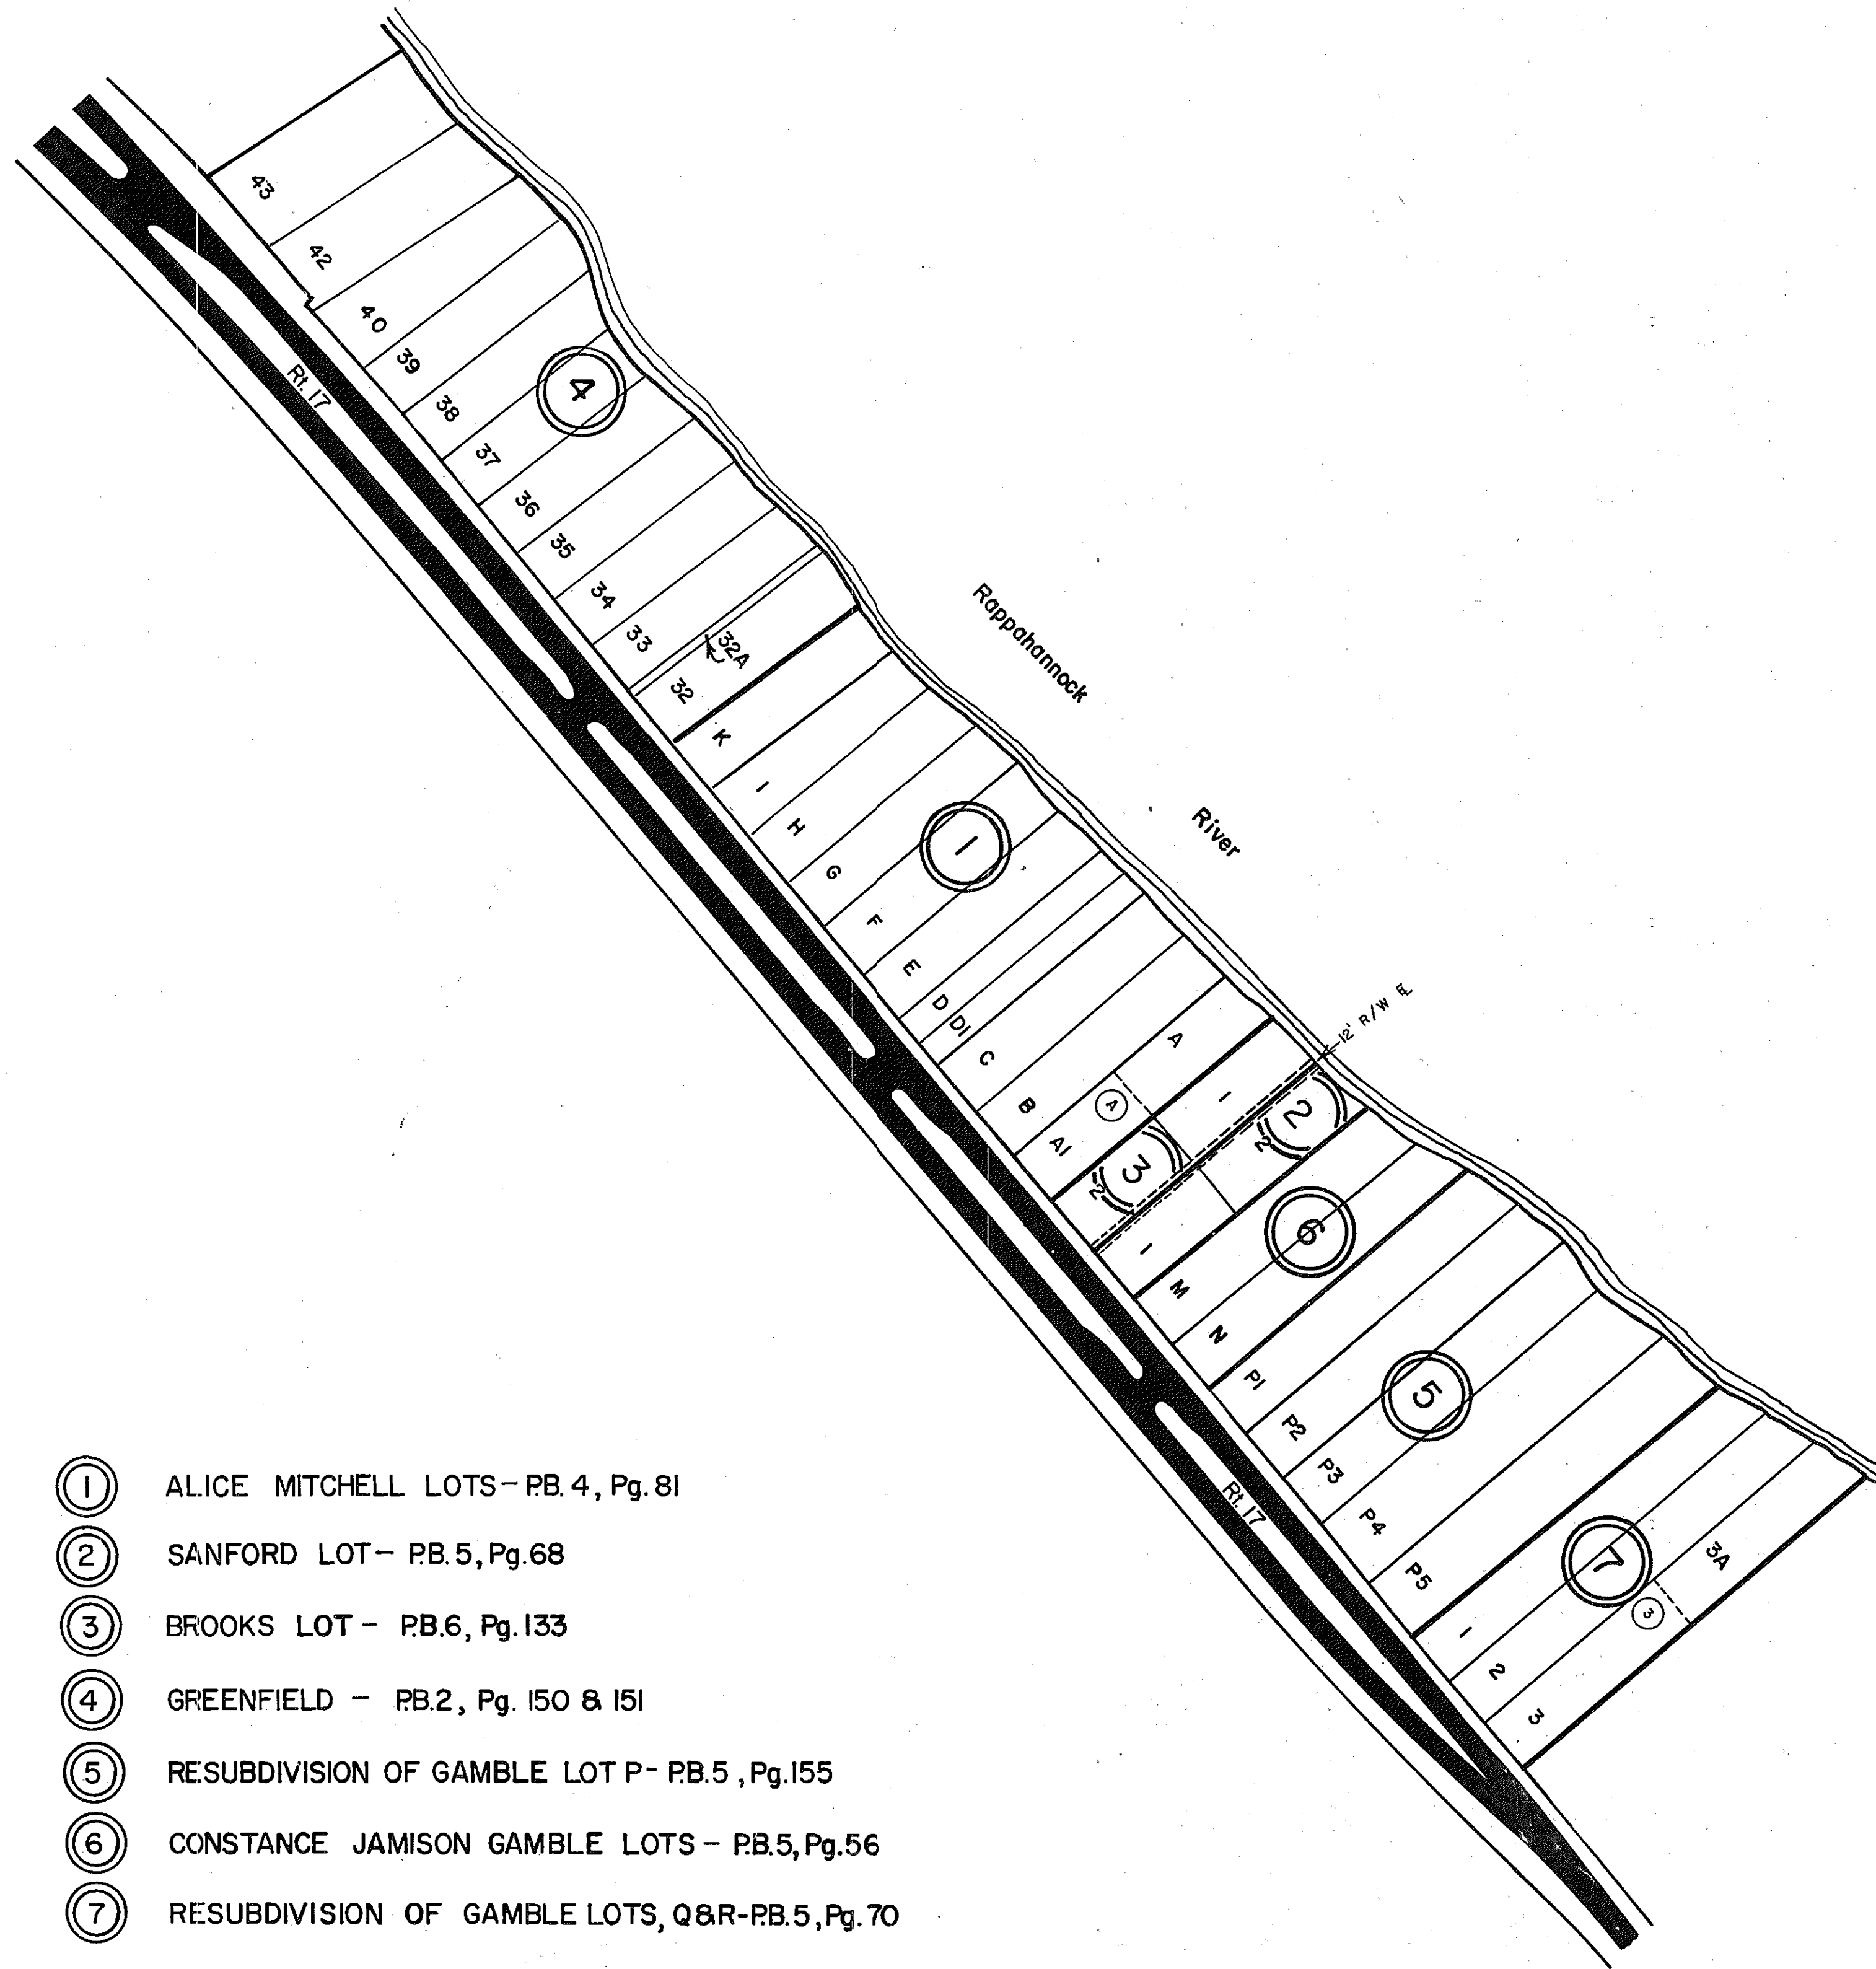 43
42
40
39
38
37
36
35
34
33
32A
32
4
Rt. 17
Rappahannock
River
K
I
H
G
F
E
D
D1
C
B
A
A1
A
1
12' R/W ⅊
1
2
3
2
2
1
M
N
6
P1
P2
P3
P4
P5
5
Rt. 17
1
2
3
3A
3
7
1 ALICE MITCHELL LOTS - P.B. 4, Pg. 81
2 SANFORD LOT - P.B. 5, Pg. 68
3 BROOKS LOT - P.B. 6, Pg. 133
4 GREENFIELD - P.B. 2, Pg. 150 & 151
5 RESUBDIVISION OF GAMBLE LOT P - P.B. 5, Pg. 155
6 CONSTANCE JAMISON GAMBLE LOTS - P.B. 5, Pg. 56
7 RESUBDIVISION OF GAMBLE LOTS, Q & R - P.B. 5, Pg. 70